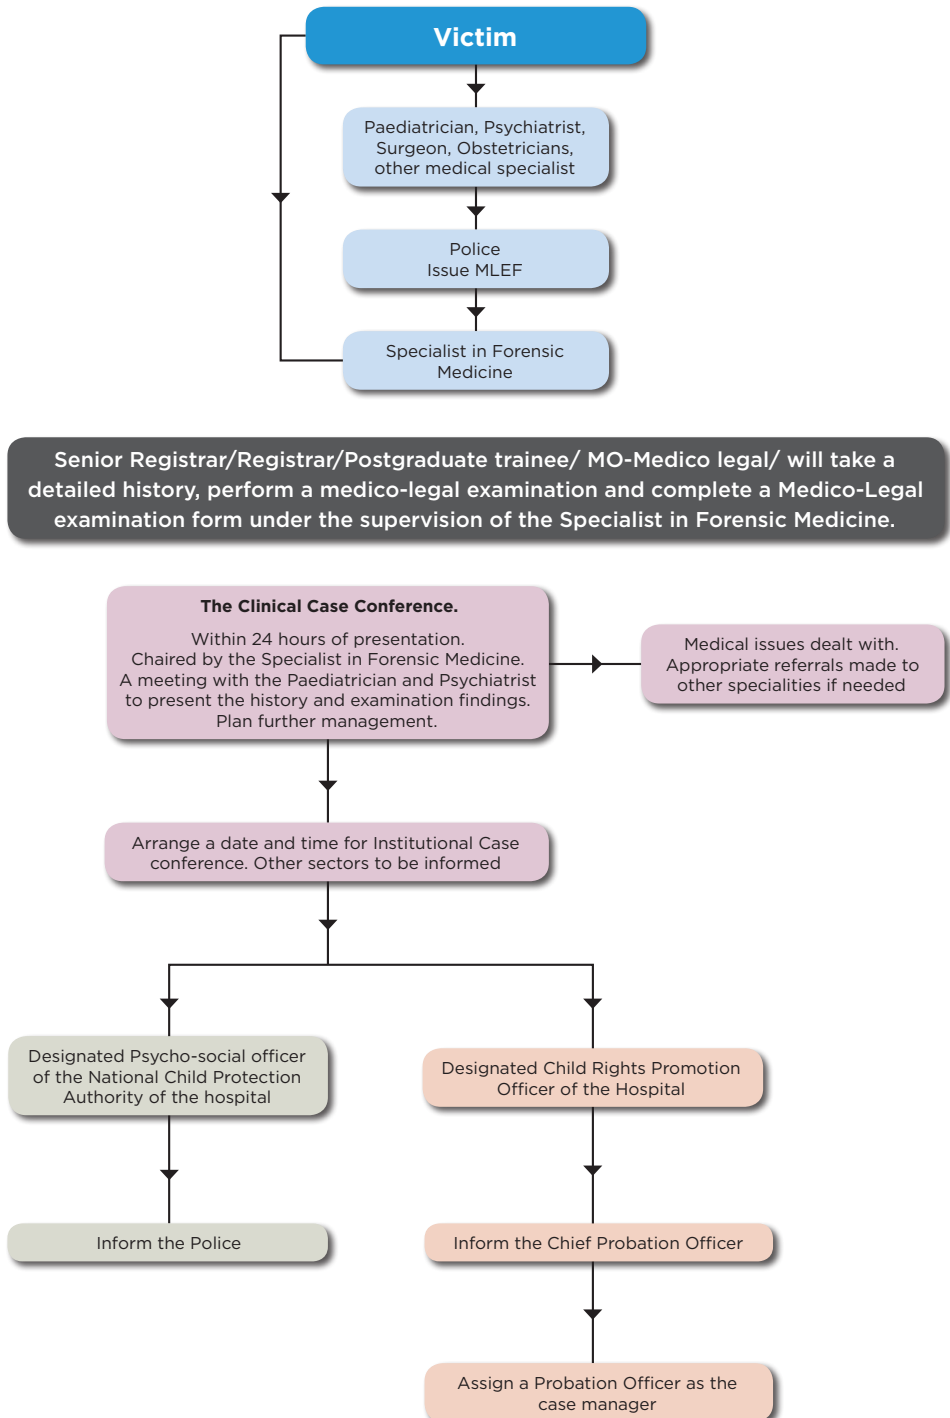 Victim
Paediatrician, Psychiatrist,
Surgeon, Obstetricians,
other medical specialist
Police
Issue MLEF
Specialist in Forensic
Medicine
Senior Registrar/Registrar/Postgraduate trainee/ MO-Medico legal/ will take a
detailed history, perform a medico-legal examination and complete a Medico-Legal
examination form under the supervision of the Specialist in Forensic Medicine.
The Clinical Case Conference.
Within 24 hours of presentation.
Chaired by the Specialist in Forensic Medicine.
A meeting with the Paediatrician and Psychiatrist
to present the history and examination findings.
Plan further management.
Medical issues dealt with.
Appropriate referrals made to
other specialities if needed
Arrange a date and time for Institutional Case
conference. Other sectors to be informed
Designated Psycho-social officer
of the National Child Protection
Authority of the hospital
Designated Child Rights Promotion
Officer of the Hospital
Inform the Police
Inform the Chief Probation Officer
Assign a Probation Officer as the
case manager